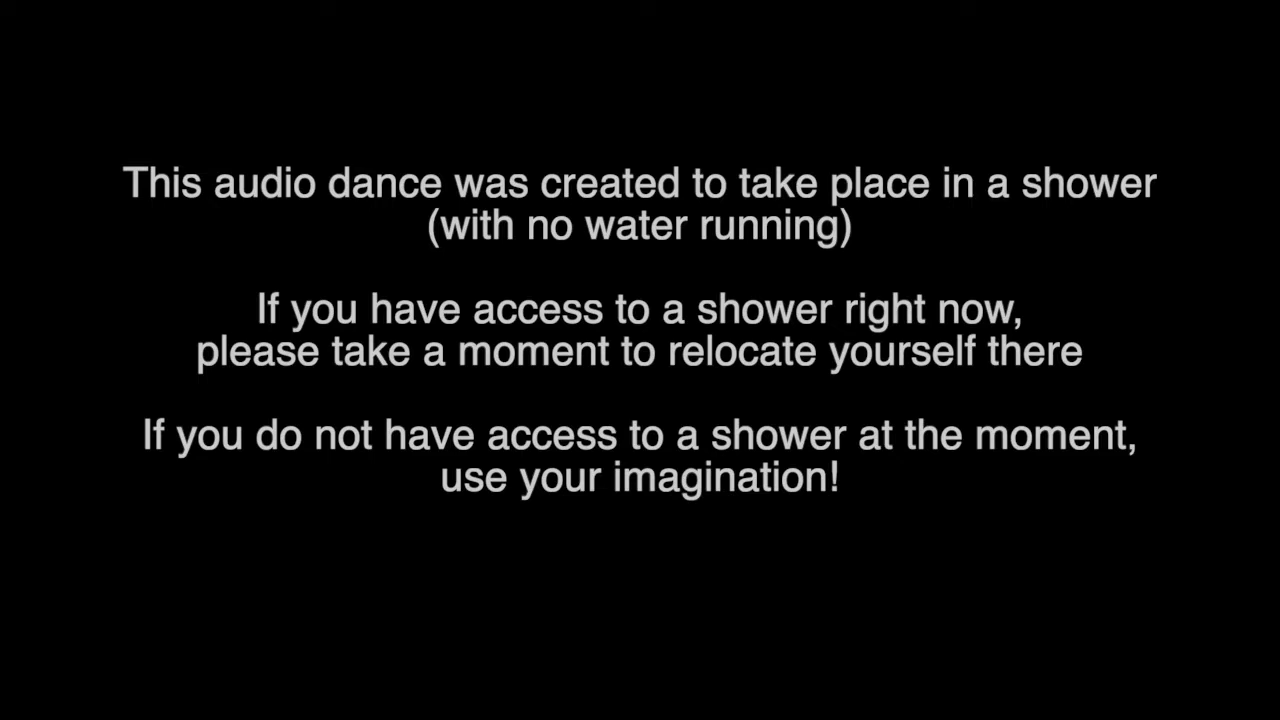 This audio dance was created to take place in a shower
(with no water running)
If you have access to a shower right now,
please take a moment to relocate yourself there
If you do not have access to a shower at the moment,
use your imagination!